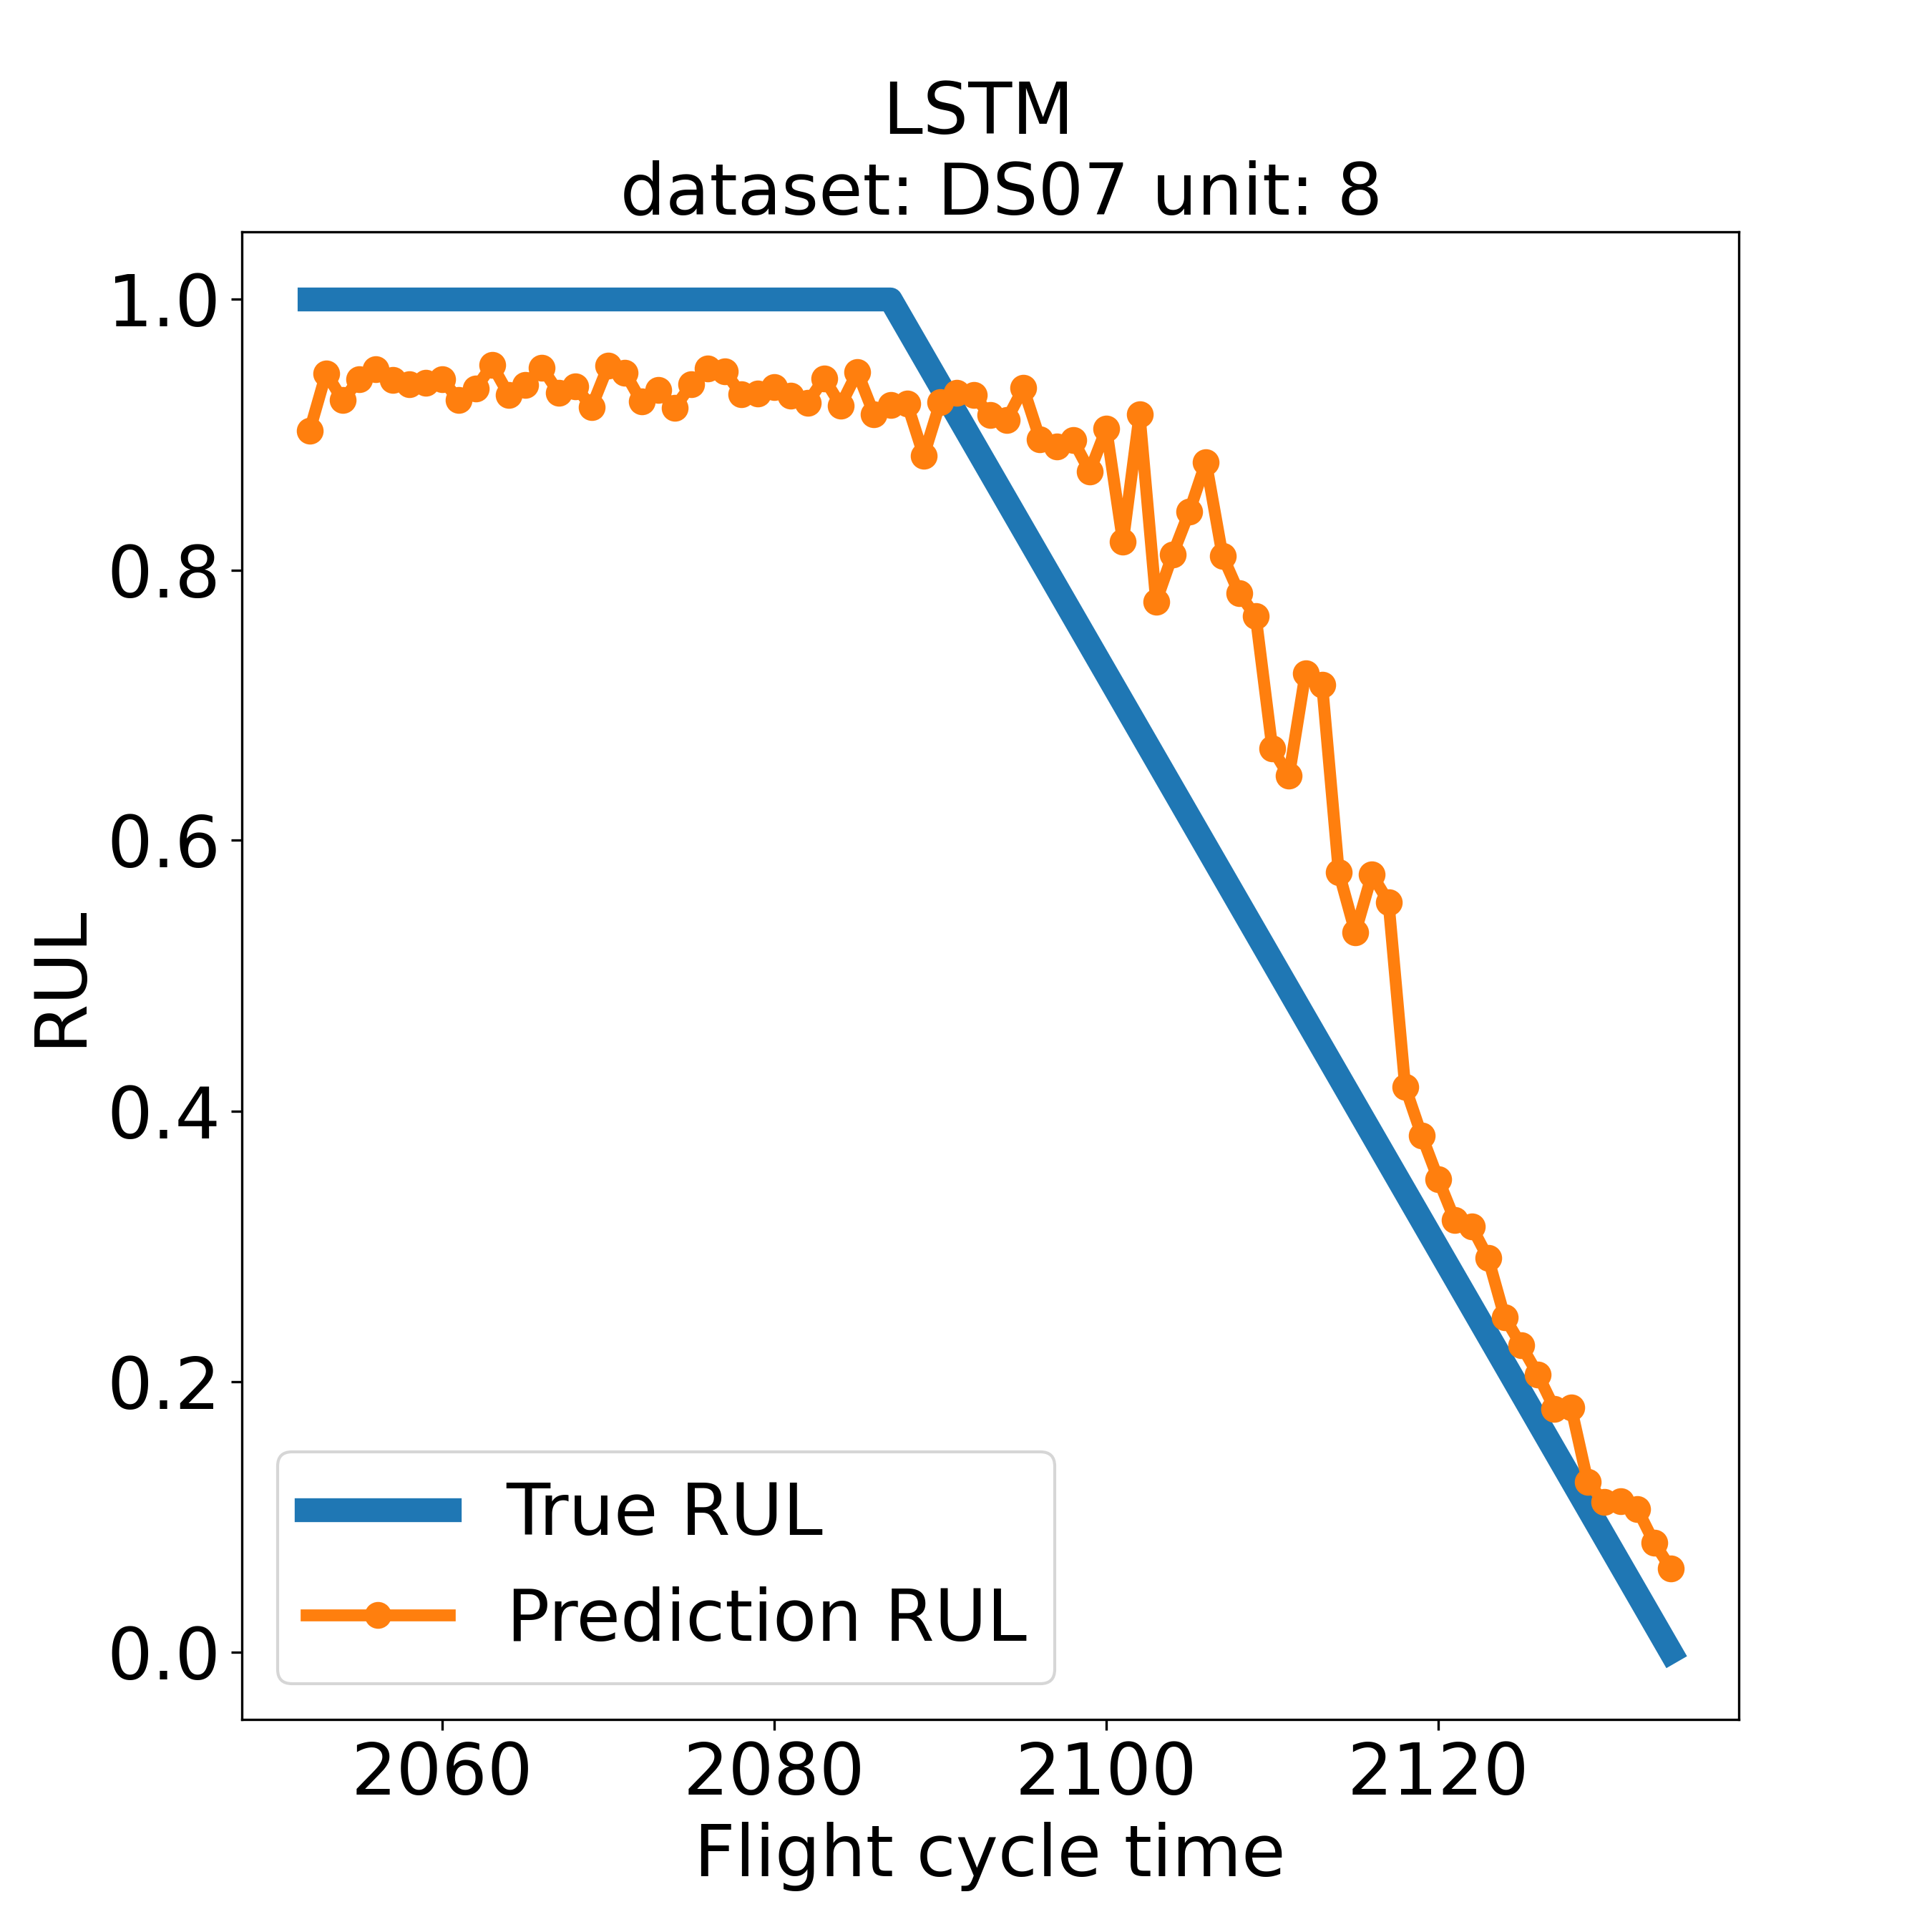 LSTM
dataset: DS07 unit: 8
1.0
0.8
0.6
0.4
0.2
0.0
RUL
True RUL
Prediction RUL
2060 2080 2100 2120
Flight cycle time